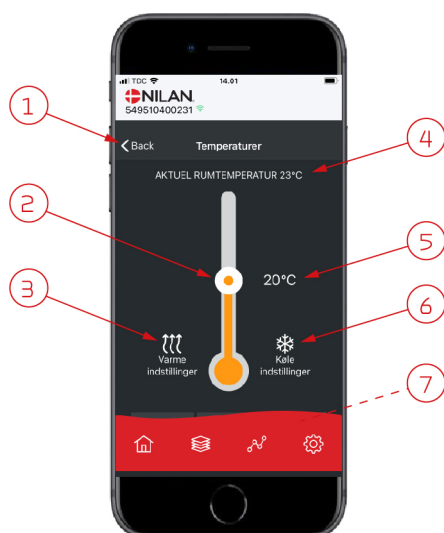 TDC 14.01
NILAN
549510400231
Back Temperaturer
AKTUEL RUMTEMPERATUR 23°C
20°C
Varme
indstillinger
Køle
indstillinger
1
2
3
4
5
6
7